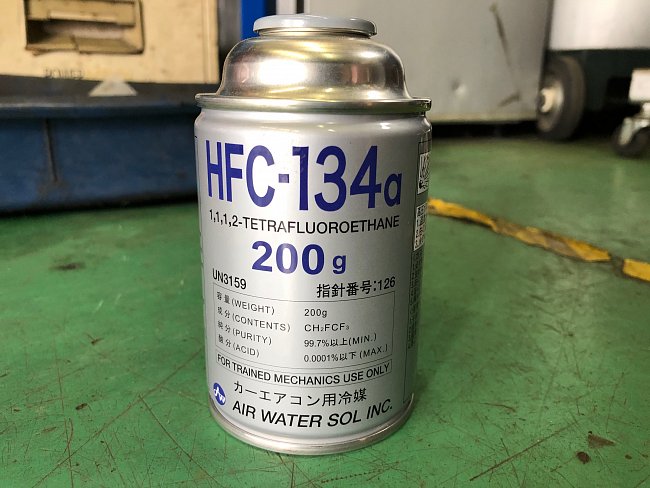 HFC-134a
1,1,1,2-TETRAFLUOROETHANE
200g
UN3159
指針番号:126
容量(WEIGHT) 200g
成分(CONTENTS) CH₂FCF₃
純分(PURITY) 99.7%以上(MIN.)
酸分(ACID) 0.0001%以下(MAX.)
FOR TRAINED MECHANICS USE ONLY
カーエアコン用冷媒
AIR WATER SOL INC.